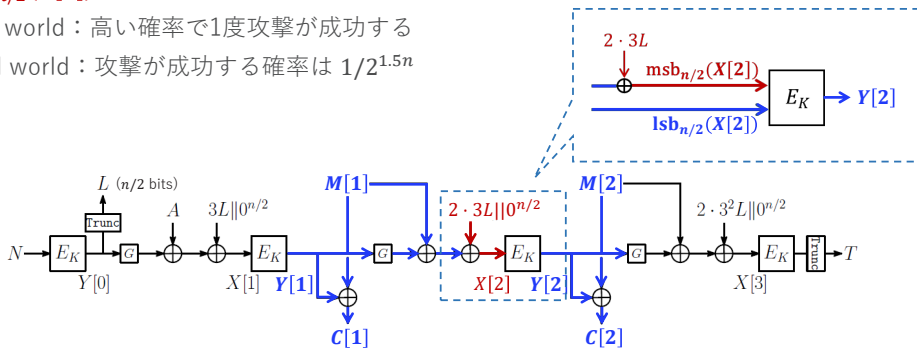 world：高い確率で1度攻撃が成功する
world：攻撃が成功する確率は 1/2^{1.5n}
2 · 3L
msb_{n/2}(X[2])
lsb_{n/2}(X[2])
E_K
Y[2]
L (n/2 bits)
Trunc
A
3L||0^{n/2}
M[1]
2 · 3L||0^{n/2}
M[2]
2 · 3^2L||0^{n/2}
N
E_K
G
E_K
G
E_K
G
E_K
Trunc
T
Y[0]
X[1]
Y[1]
X[2]
Y[2]
X[3]
C[1]
C[2]